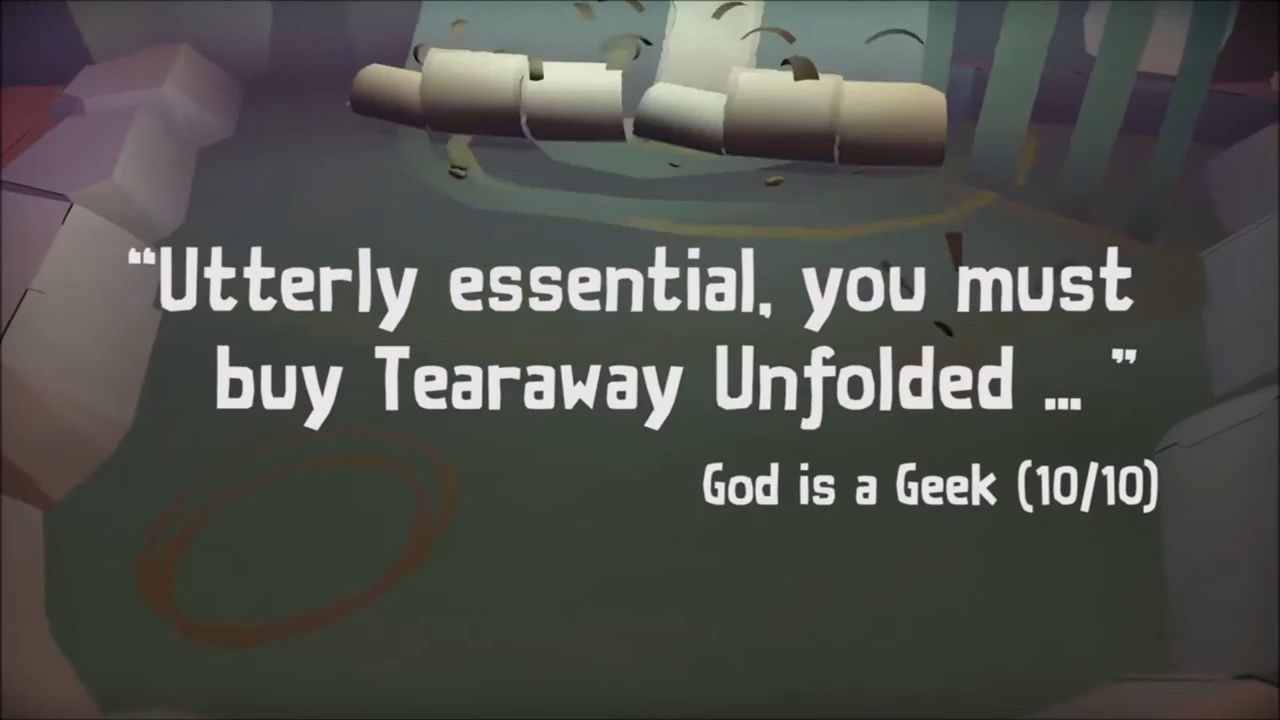 “Utterly essential, you must
buy Tearaway Unfolded ... ”
God is a Geek (10/10)